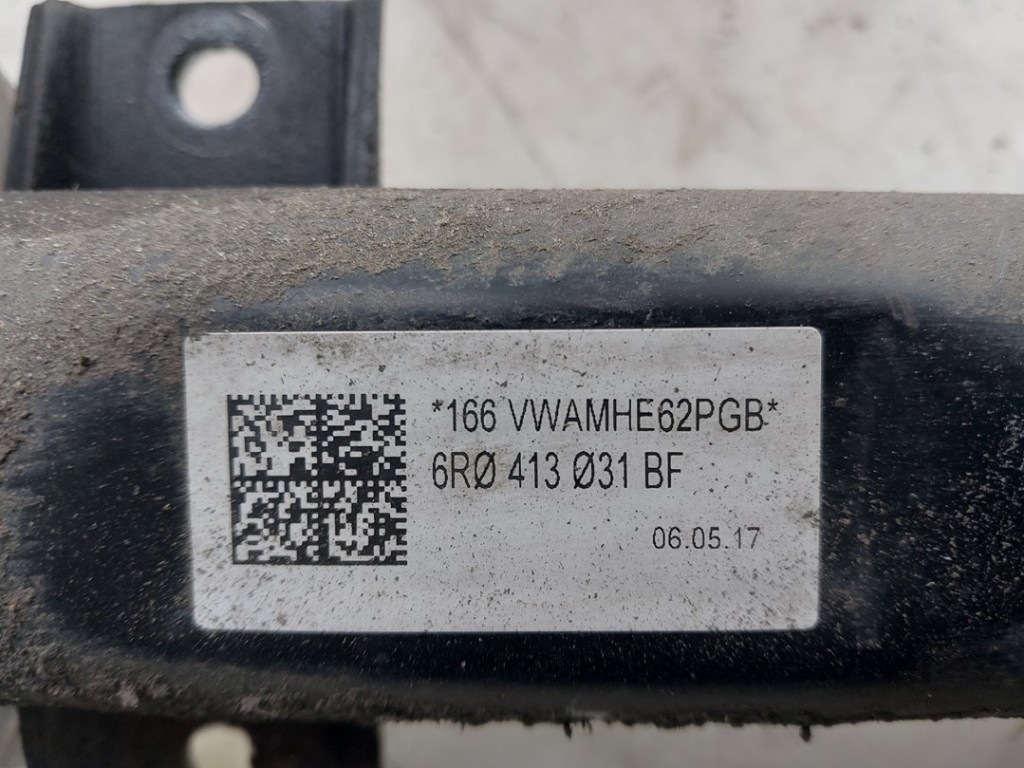 *166 VWAMHE62PGB*
6RØ 413 Ø31 BF
06.05.17